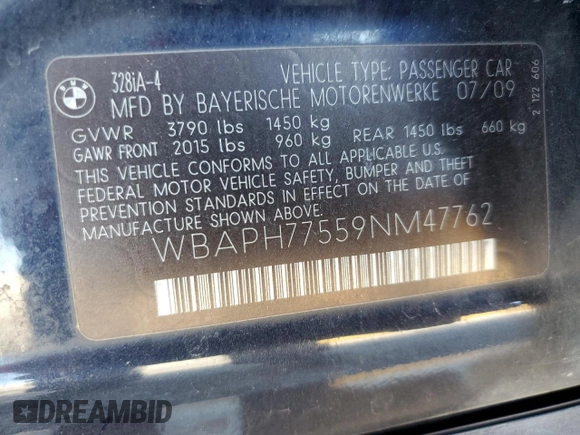 BMW
328iA-4
VEHICLE TYPE: PASSENGER CAR
MFD BY BAYERISCHE MOTORENWERKE 07/09
GVWR 3790 lbs 1450 kg
GAWR FRONT 2015 lbs 960 kg REAR 1450 lbs 660 kg
THIS VEHICLE CONFORMS TO ALL APPLICABLE U.S.
FEDERAL MOTOR VEHICLE SAFETY, BUMPER AND THEFT
PREVENTION STANDARDS IN EFFECT ON THE DATE OF
MANUFACTURE SHOWN ABOVE.
WBAPH77559NM47762
2 122 606
DREAMBID